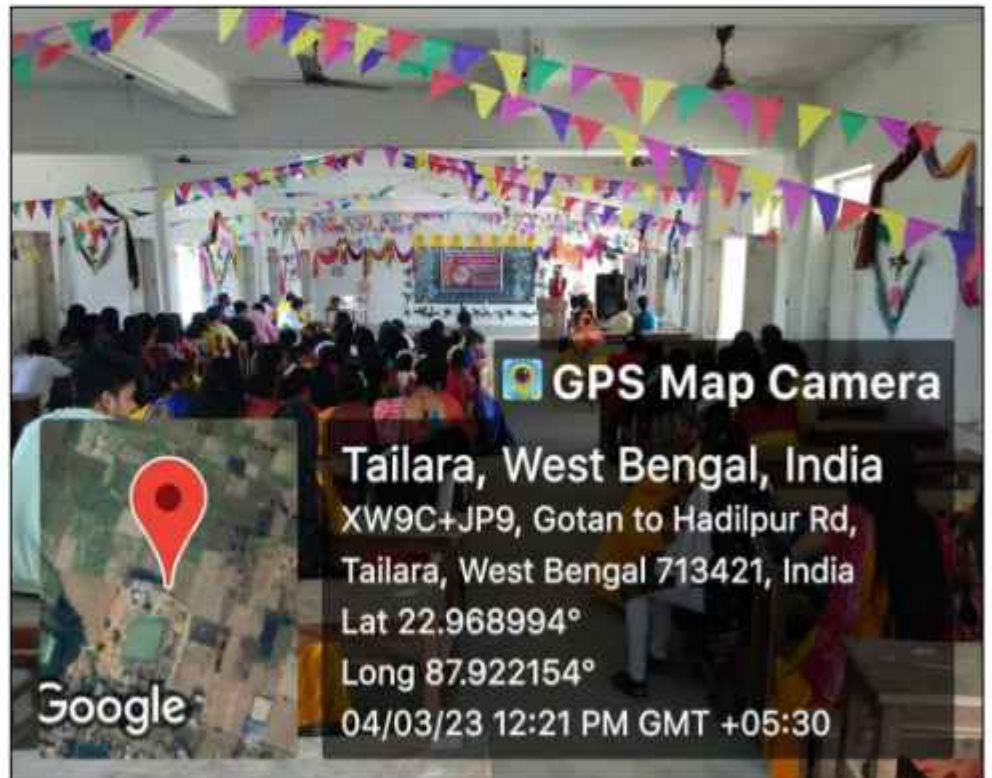 GPS Map Camera
Tailara, West Bengal, India
XW9C+JP9, Gotan to Hadilpur Rd,
Tailara, West Bengal 713421, India
Lat 22.968994°
Long 87.922154°
04/03/23 12:21 PM GMT +05:30
Google